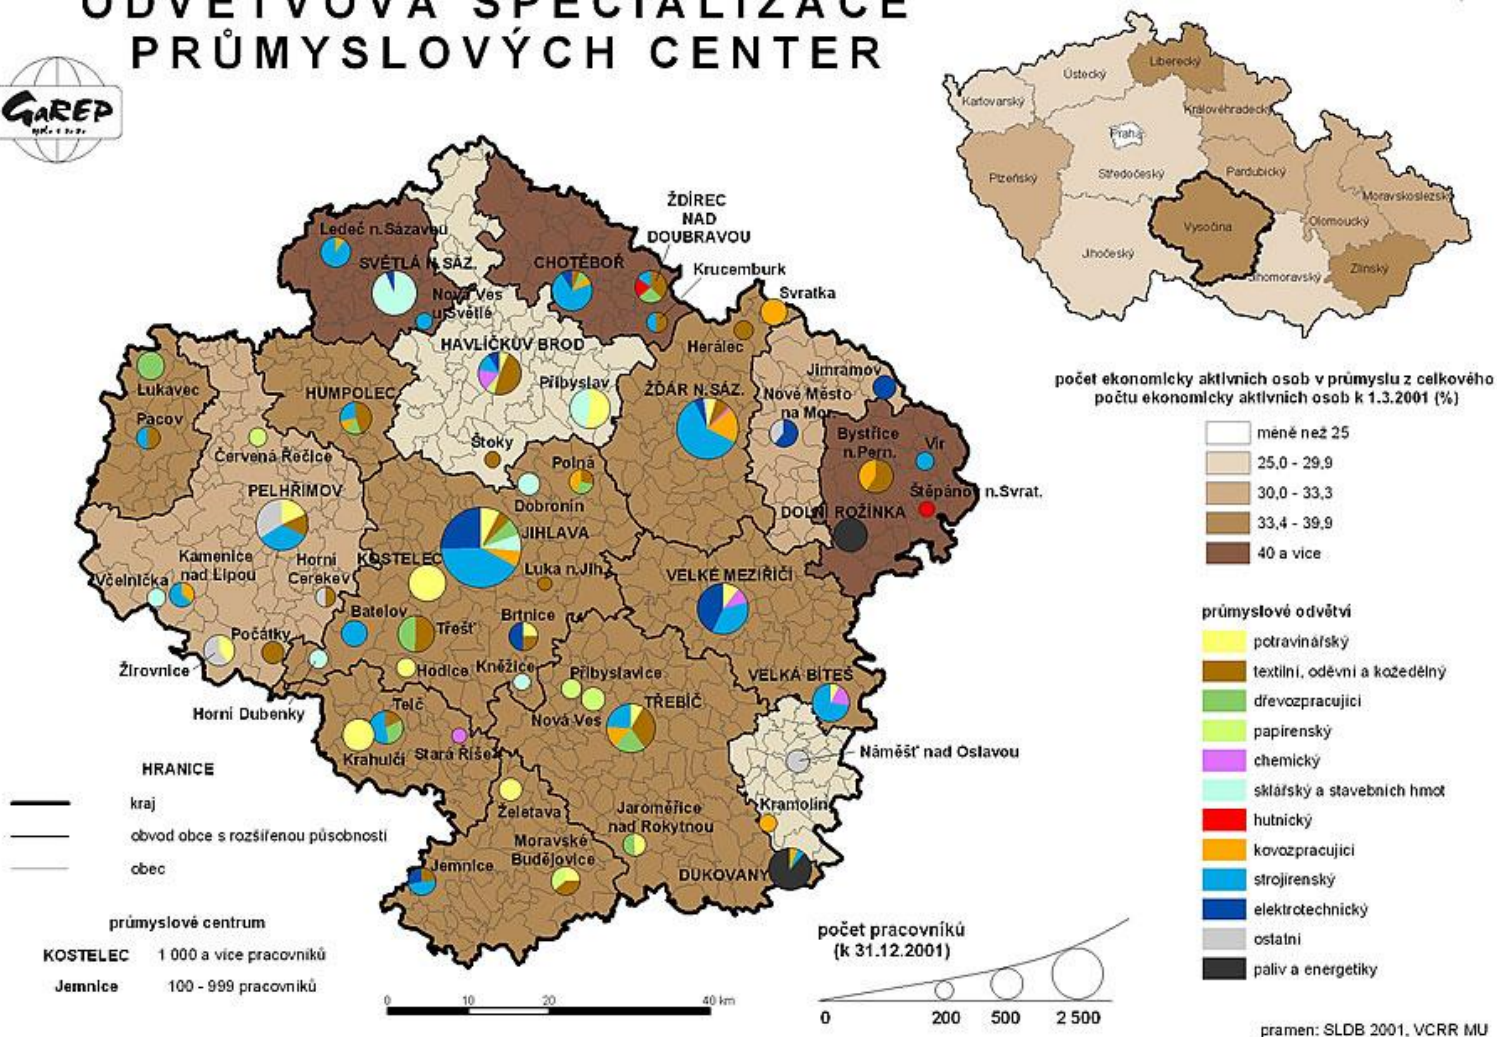 ODVĚTVOVÁ SPECIALIZACE
PRŮMYSLOVÝCH CENTER
GaREP
Karlovarský
Ústecký
Liberecký
Královéhradecký
Praha
Plzeňský
Středočeský
Pardubický
Moravskoslezský
Olomoucký
Vysočina
Jihočeský
Jihomoravský
Zlínský
ŽDÍREC
NAD
DOUBRAVOU
Ledeč n.Sázavou
SVĚTLÁ N.SÁZ.
CHOTĚBOŘ
Krucemburk
Svratka
Nová Ves
u Světlé
HAVLÍČKŮV BROD
Herálec
Lukavec
Jimramov
Pacov
HUMPOLEC
Přibyslav
ŽĎÁR N.SÁZ.
Nové Město
na Mor.
Bystřice
n.Pern.
Vír
Červená Řečice
Štoky
Polná
Štěpánov n.Svrat.
PELHŘIMOV
Dobronín
DOLNÍ ROŽÍNKA
JIHLAVA
Kamenice
nad Lipou
Horní
Cerekev
KOSTELEC
Luka n.Jih.
VELKÉ MEZIŘÍČÍ
Včelnička
Batelov
Brtnice
Počátky
Třešť
Žirovnice
Hodice
Kněžice
Přibyslavice
VELKÁ BÍTEŠ
Horní Dubenky
Telč
Nová Ves
TŘEBÍČ
Krahulčí
Stará Říše
Náměšť nad Oslavou
Želetava
Jaroměřice
nad Rokytnou
Kramolín
Moravské
Budějovice
Jemnice
DUKOVANY
počet ekonomicky aktivních osob v průmyslu z celkového
počtu ekonomicky aktivních osob k 1.3.2001 (%)
méně než 25
25,0 - 29,9
30,0 - 33,3
33,4 - 39,9
40 a více
průmyslové odvětví
potravinářský
textilní, oděvní a kožedělný
dřevozpracující
papírenský
chemický
sklářský a stavebních hmot
hutnický
kovozpracující
strojírenský
elektrotechnický
ostatní
paliv a energetiky
HRANICE
kraj
obvod obce s rozšířenou působností
obec
průmyslové centrum
KOSTELEC 1 000 a více pracovníků
Jemnice 100 - 999 pracovníků
0 10 20 40 km
počet pracovníků
(k 31.12.2001)
0 200 500 2 500
pramen: SLDB 2001, VCRR MU